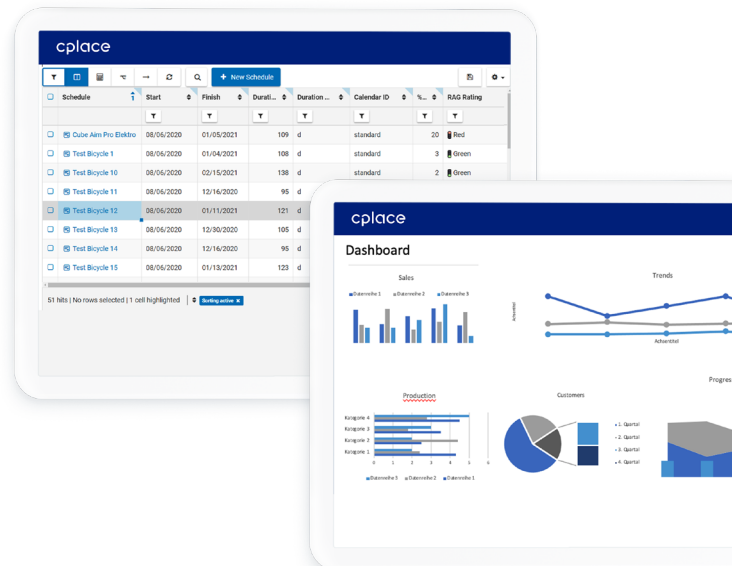 cplace
+ New Schedule
Schedule 1 Start Finish Durati... Duration ... Calendar ID %... RAG Rating
Cube Aim Pro Elektro 08/06/2020 01/05/2021 109 d standard 20 Red
Test Bicycle 1 08/06/2020 01/04/2021 108 d standard 3 Green
Test Bicycle 10 08/06/2020 02/15/2021 138 d standard 2 Green
Test Bicycle 11 08/06/2020 12/16/2020 95 d
Test Bicycle 12 08/06/2020 01/11/2021 121 d
Test Bicycle 13 08/06/2020 12/30/2020 105 d
Test Bicycle 14 08/06/2020 12/16/2020 95 d
Test Bicycle 15 08/06/2020 01/13/2021 123 d
51 hits | No rows selected | 1 cell highlighted Sorting active ×
cplace
Dashboard
Sales
Datenreihe 1 Datenreihe 2 Datenreihe 3
Trends
Achsentitel
Achsentitel
Production
Kategorie 4
Kategorie 3
Kategorie 2
Kategorie 1
0 1 2 3 4 5 6
Datenreihe 3 Datenreihe 2 Datenreihe 1
Customers
1. Quartal
2. Quartal
3. Quartal
4. Quartal
Progres